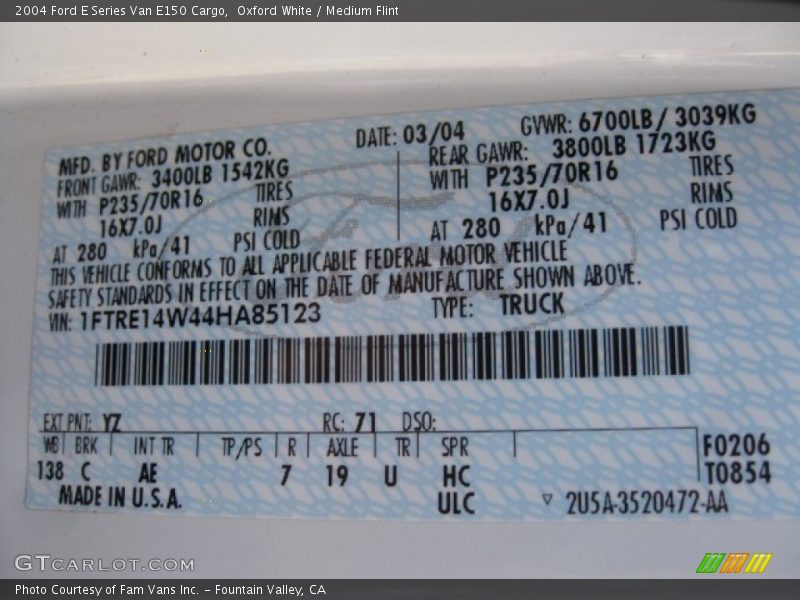 2004 Ford E Series Van E150 Cargo,  Oxford White / Medium Flint
MFD. BY FORD MOTOR CO.
DATE: 03/04
GVWR: 6700LB/ 3039KG
FRONT GAWR: 3400LB 1542KG
REAR GAWR: 3800LB 1723KG
WITH P235/70R16 TIRES
WITH P235/70R16 TIRES
16X7.0J RIMS
16X7.0J RIMS
AT 280 kPa/41 PSI COLD
AT 280 kPa/41 PSI COLD
THIS VEHICLE CONFORMS TO ALL APPLICABLE FEDERAL MOTOR VEHICLE
SAFETY STANDARDS IN EFFECT ON THE DATE OF MANUFACTURE SHOWN ABOVE.
VIN: 1FTRE14W44HA85123
TYPE: TRUCK
EXT PNT: YZ RC: 71 DSO:
WB BRK INT TR TP/PS R AXLE TR SPR F0206
138 C AE 7 19 U HC T0854
MADE IN U.S.A. ULC ▽ 2U5A-3520472-AA
GTCARLOT.COM
Photo Courtesy of Fam Vans Inc. – Fountain Valley, CA